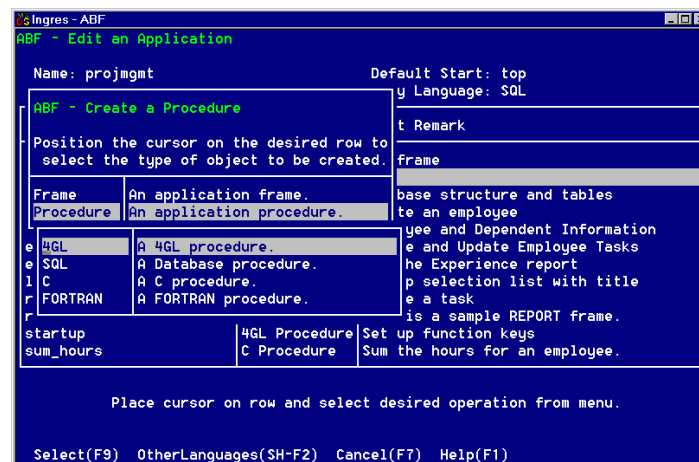 Ingres - ABF
ABF - Edit an Application
Name: projmgmt Default Start: top
y Language: SQL
ABF - Create a Procedure
t Remark
Position the cursor on the desired row to
select the type of object to be created.
frame
Frame An application frame. base structure and tables
Procedure An application procedure. te an employee
yee and Dependent Information
e 4GL A 4GL procedure. e and Update Employee Tasks
e SQL A Database procedure. he Experience report
l C A C procedure. p selection list with title
r FORTRAN A FORTRAN procedure. e a task
r is a sample REPORT frame.
startup 4GL Procedure Set up function keys
sum_hours C Procedure Sum the hours for an employee.
Place cursor on row and select desired operation from menu.
Select(F9) OtherLanguages(SH-F2) Cancel(F7) Help(F1)